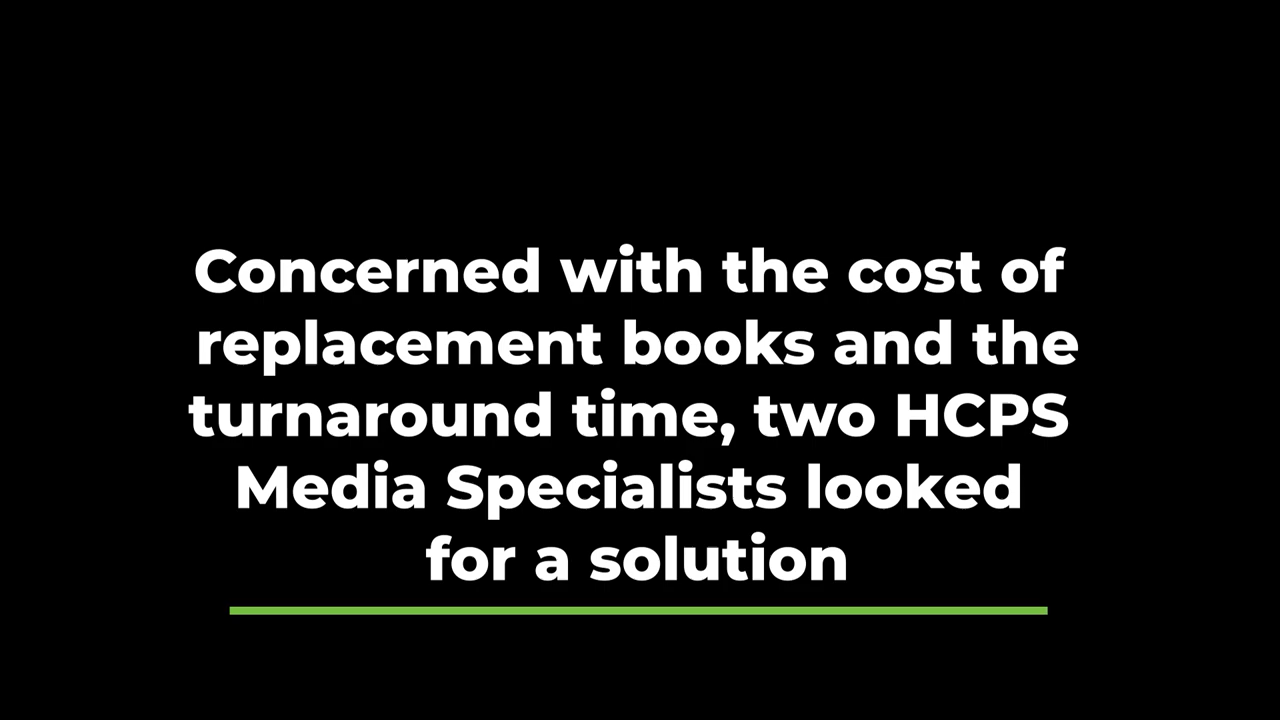 Concerned with the cost of
replacement books and the
turnaround time, two HCPS
Media Specialists looked
for a solution